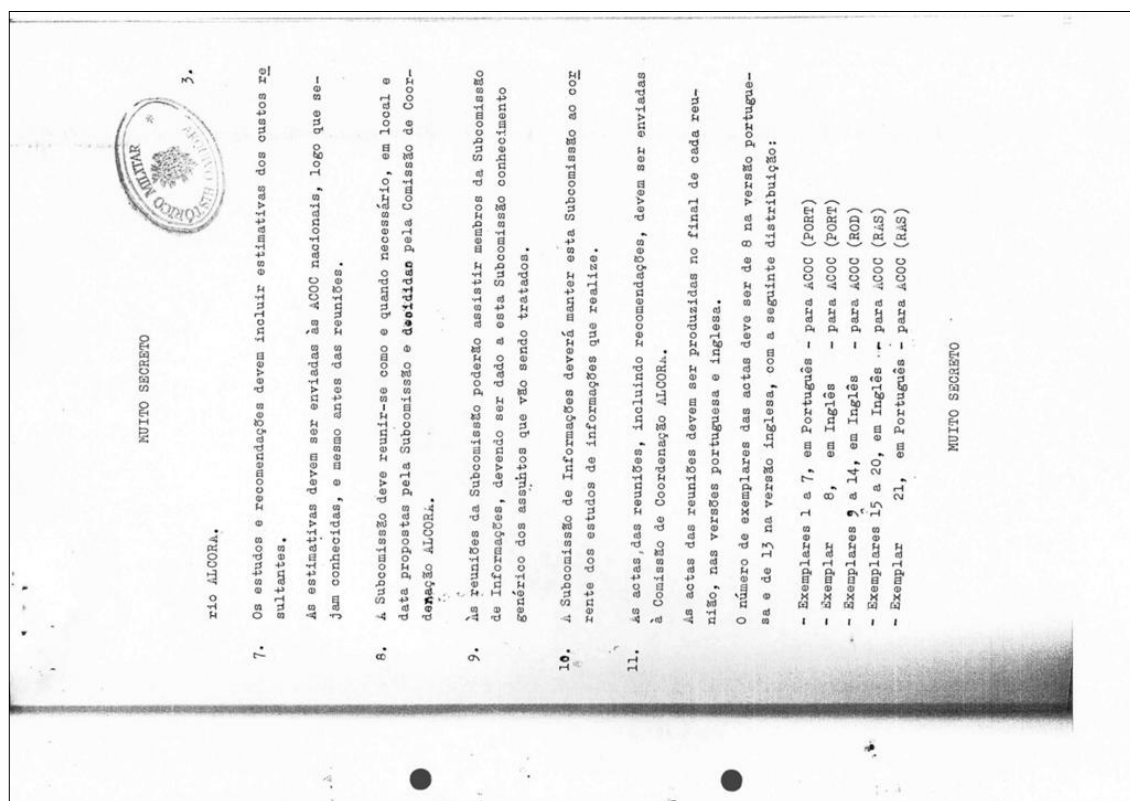 MUITO SECRETO
3.
ARQUIVO HISTÓRICO MILITAR
rio ALCORA.
7. Os estudos e recomendações devem incluir estimativas dos custos re
sultantes.
As estimativas devem ser enviadas às ACOC nacionais, logo que se-
jam conhecidas, e mesmo antes das reuniões.
8. A Subcomissão deve reunir-se como e quando necessário, em local e
data propostas pela Subcomissão e decididas pela Comissão de Coor-
denação ALCORA.
9. Às reuniões da Subcomissão poderão assistir membros da Subcomissão
de Informações, devendo ser dado a esta Subcomissão conhecimento
genérico dos assuhtos que vão sendo tratados.
10. A Subcomissão de Informações deverá manter esta Subcomissão ao cor
rente dos estudos de informações que realize.
11. As actas,das reuniões, incluindo recomendações, devem ser enviadas
à Comissão de Coordenação ALCORA.
As actas das reuniões devem ser produzidas no final de cada reu-
nião, nas versões portuguesa e inglesa.
O número de exemplares das actas deve ser de 8 na versão portugue-
sa e de 13 na versão inglesa, com a seguinte distribuição:
- Exemplares 1 a 7, em Português - para ACOC (PORT)
- Exemplar 8, em Inglês - para ACOC (PORT)
- Exemplares 9 a 14, em Inglês - para ACOC (ROD)
- Exemplares 15 a 20, em Inglês - para ACOC (RAS)
- Exemplar 21, em Português - para ACOC (RAS)
MUITO SECRETO